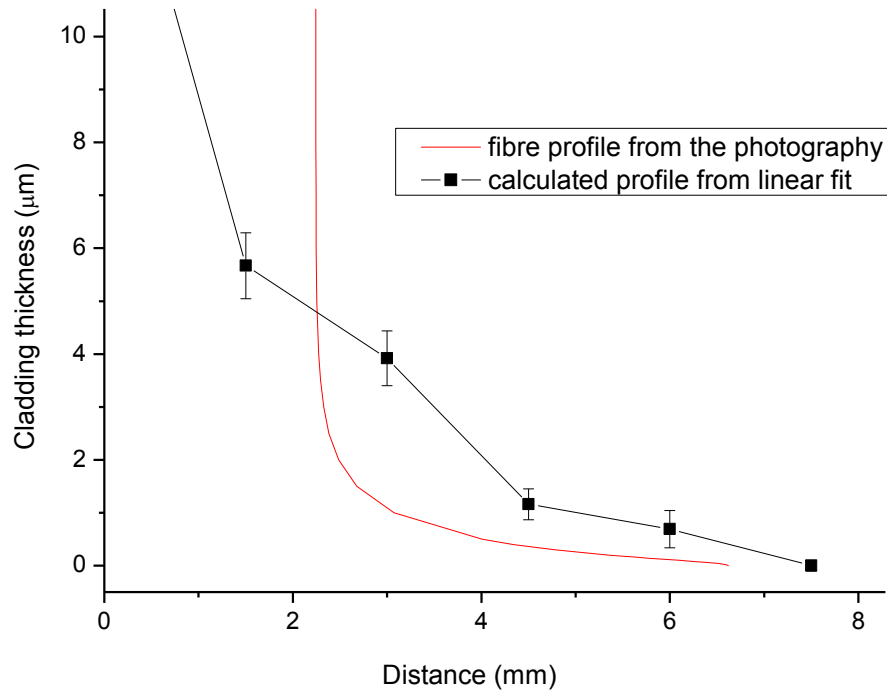 10
8
6
4
2
0
0 2 4 6 8
Cladding thickness (μm)
Distance (mm)
fibre profile from the photography
calculated profile from linear fit